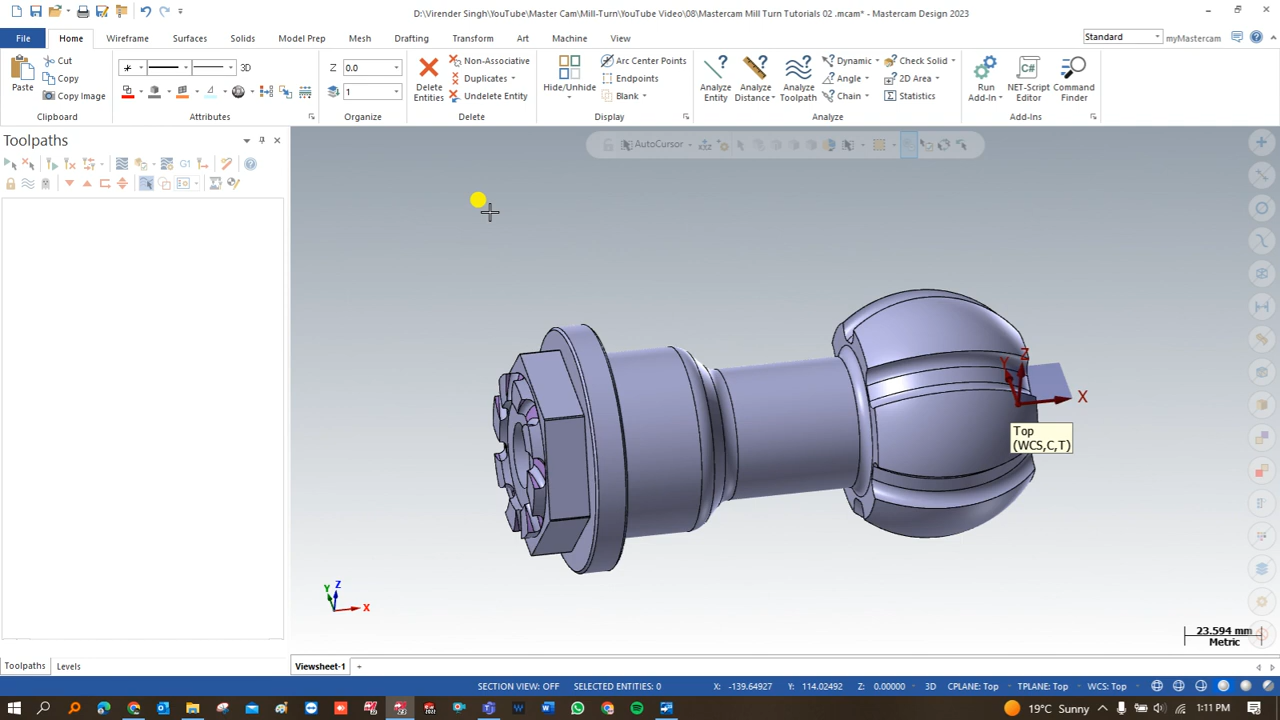 D:\Virender Singh\YouTube\Master Cam\Mill-Turn\YouTube Video\08\Mastercam Mill Turn Tutorials 02 .mcam* - Mastercam Design 2023
File Home Wireframe Surfaces Solids Model Prep Mesh Drafting Transform Art Machine View
Standard myMastercam
Paste
Cut
Copy
Copy Image
Clipboard
3D
Attributes
Z 0.0
1
Organize
Delete Entities
Non-Associative
Duplicates
Undelete Entity
Delete
Hide/Unhide
Arc Center Points
Endpoints
Blank
Display
Analyze Entity
Analyze Distance
Analyze Toolpath
Dynamic
Angle
Chain
Check Solid
2D Area
Statistics
Analyze
Run Add-In
NET-Script Editor
Command Finder
Add-Ins
Toolpaths
G1
AutoCursor
Z
Y
X
Top
(WCS,C,T)
Y
Z
X
23.594 mm
Metric
Toolpaths Levels
Viewsheet-1 +
SECTION VIEW: OFF SELECTED ENTITIES: 0 X: -139.64927 Y: 114.02492 Z: 0.00000 3D CPLANE: Top TPLANE: Top WCS: Top
19°C Sunny 1:11 PM